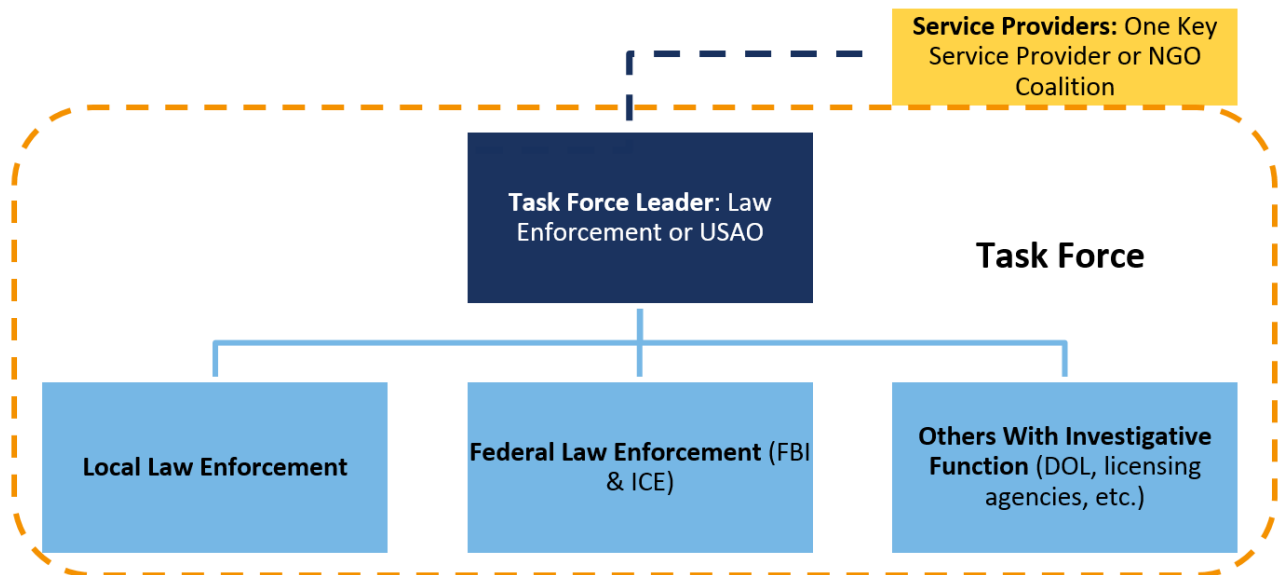 Service Providers: One Key
Service Provider or NGO
Coalition
Task Force Leader: Law
Enforcement or USAO
Task Force
Local Law Enforcement
Federal Law Enforcement (FBI
& ICE)
Others With Investigative
Function (DOL, licensing
agencies, etc.)